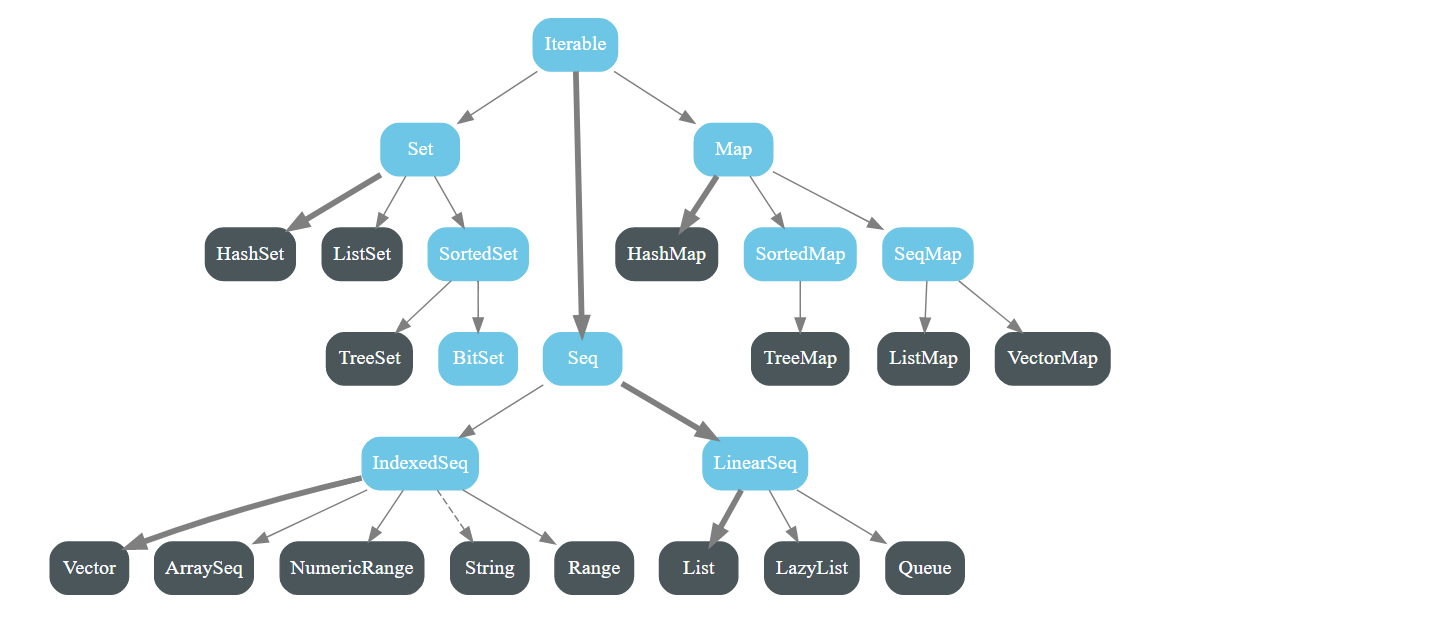 Iterable
Set
Map
HashSet
ListSet
SortedSet
HashMap
SortedMap
SeqMap
TreeSet
BitSet
Seq
TreeMap
ListMap
VectorMap
IndexedSeq
LinearSeq
Vector
ArraySeq
NumericRange
String
Range
List
LazyList
Queue